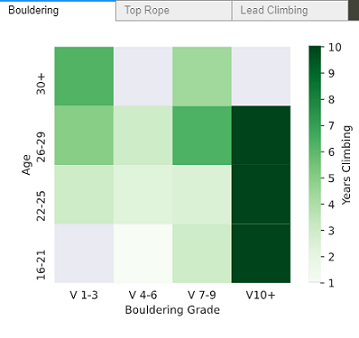 Bouldering
Top Rope
Lead Climbing
Age
30+
26-29
22-25
16-21
V 1-3
V 4-6
V 7-9
V10+
Bouldering Grade
10
9
8
7
6
5
4
3
2
1
Years Climbing